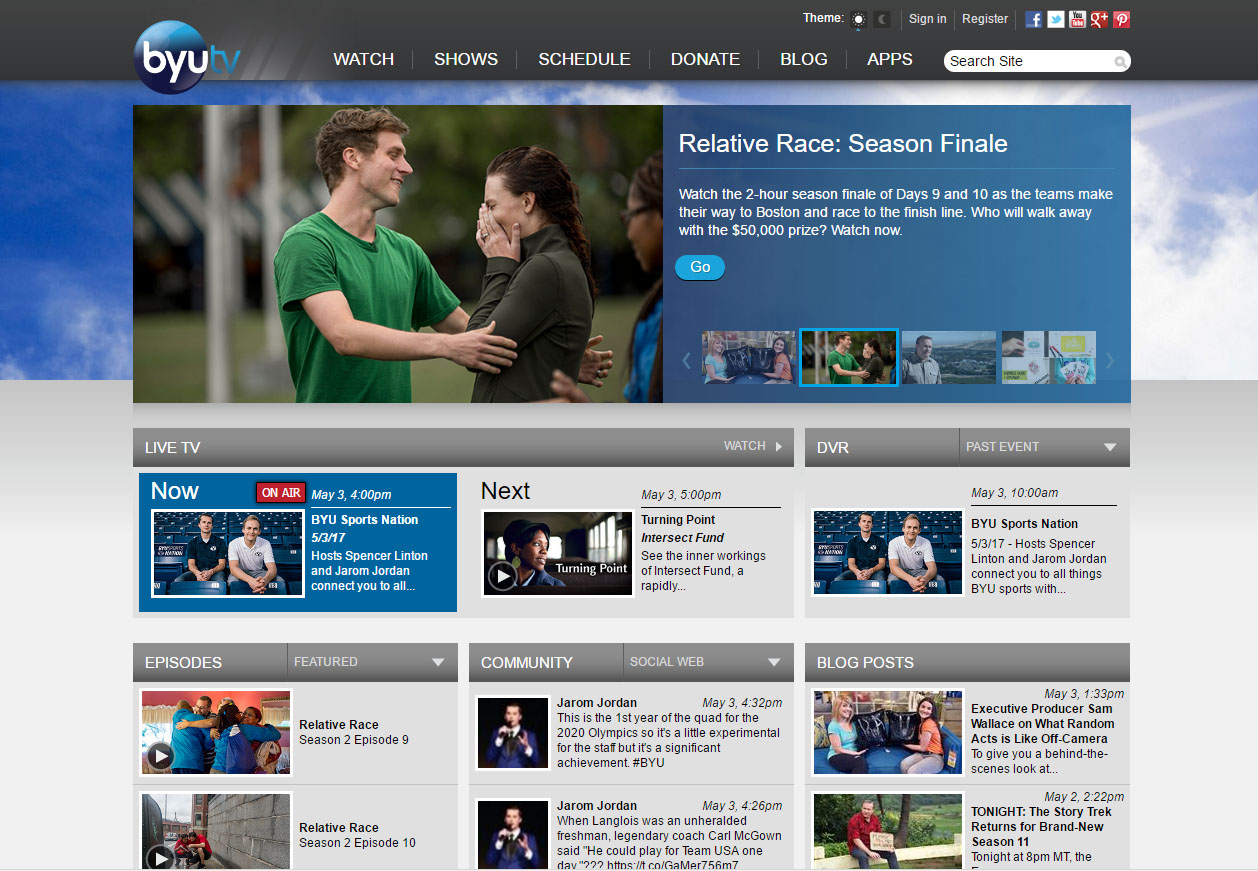 Theme: Sign in Register
byutv
WATCH SHOWS SCHEDULE DONATE BLOG APPS
Search Site
Relative Race: Season Finale
Watch the 2-hour season finale of Days 9 and 10 as the teams make
their way to Boston and race to the finish line. Who will walk away
with the $50,000 prize? Watch now.
Go
LIVE TV WATCH
Now ON AIR May 3, 4:00pm
BYU Sports Nation
5/3/17
Hosts Spencer Linton
and Jarom Jordan
connect you to all...
Next May 3, 5:00pm
Turning Point
Turning Point
Intersect Fund
See the inner workings
of Intersect Fund, a
rapidly...
DVR PAST EVENT
May 3, 10:00am
BYU Sports Nation
5/3/17 - Hosts Spencer
Linton and Jarom Jordan
connect you to all things
BYU sports with...
EPISODES FEATURED
Relative Race
Season 2 Episode 9
Relative Race
Season 2 Episode 10
COMMUNITY SOCIAL WEB
Jarom Jordan May 3, 4:32pm
This is the 1st year of the quad for the
2020 Olympics so it's a little experimental
for the staff but it's a significant
achievement. #BYU
Jarom Jordan May 3, 4:26pm
When Langlois was an unheralded
freshman, legendary coach Carl McGown
said "He could play for Team USA one
day."??? https://t.co/GaMer756m7
BLOG POSTS
May 3, 1:33pm
Executive Producer Sam
Wallace on What Random
Acts is Like Off-Camera
To give you a behind-the-
scenes look at...
May 2, 2:22pm
TONIGHT: The Story Trek
Returns for Brand-New
Season 11
Tonight at 8pm MT, the